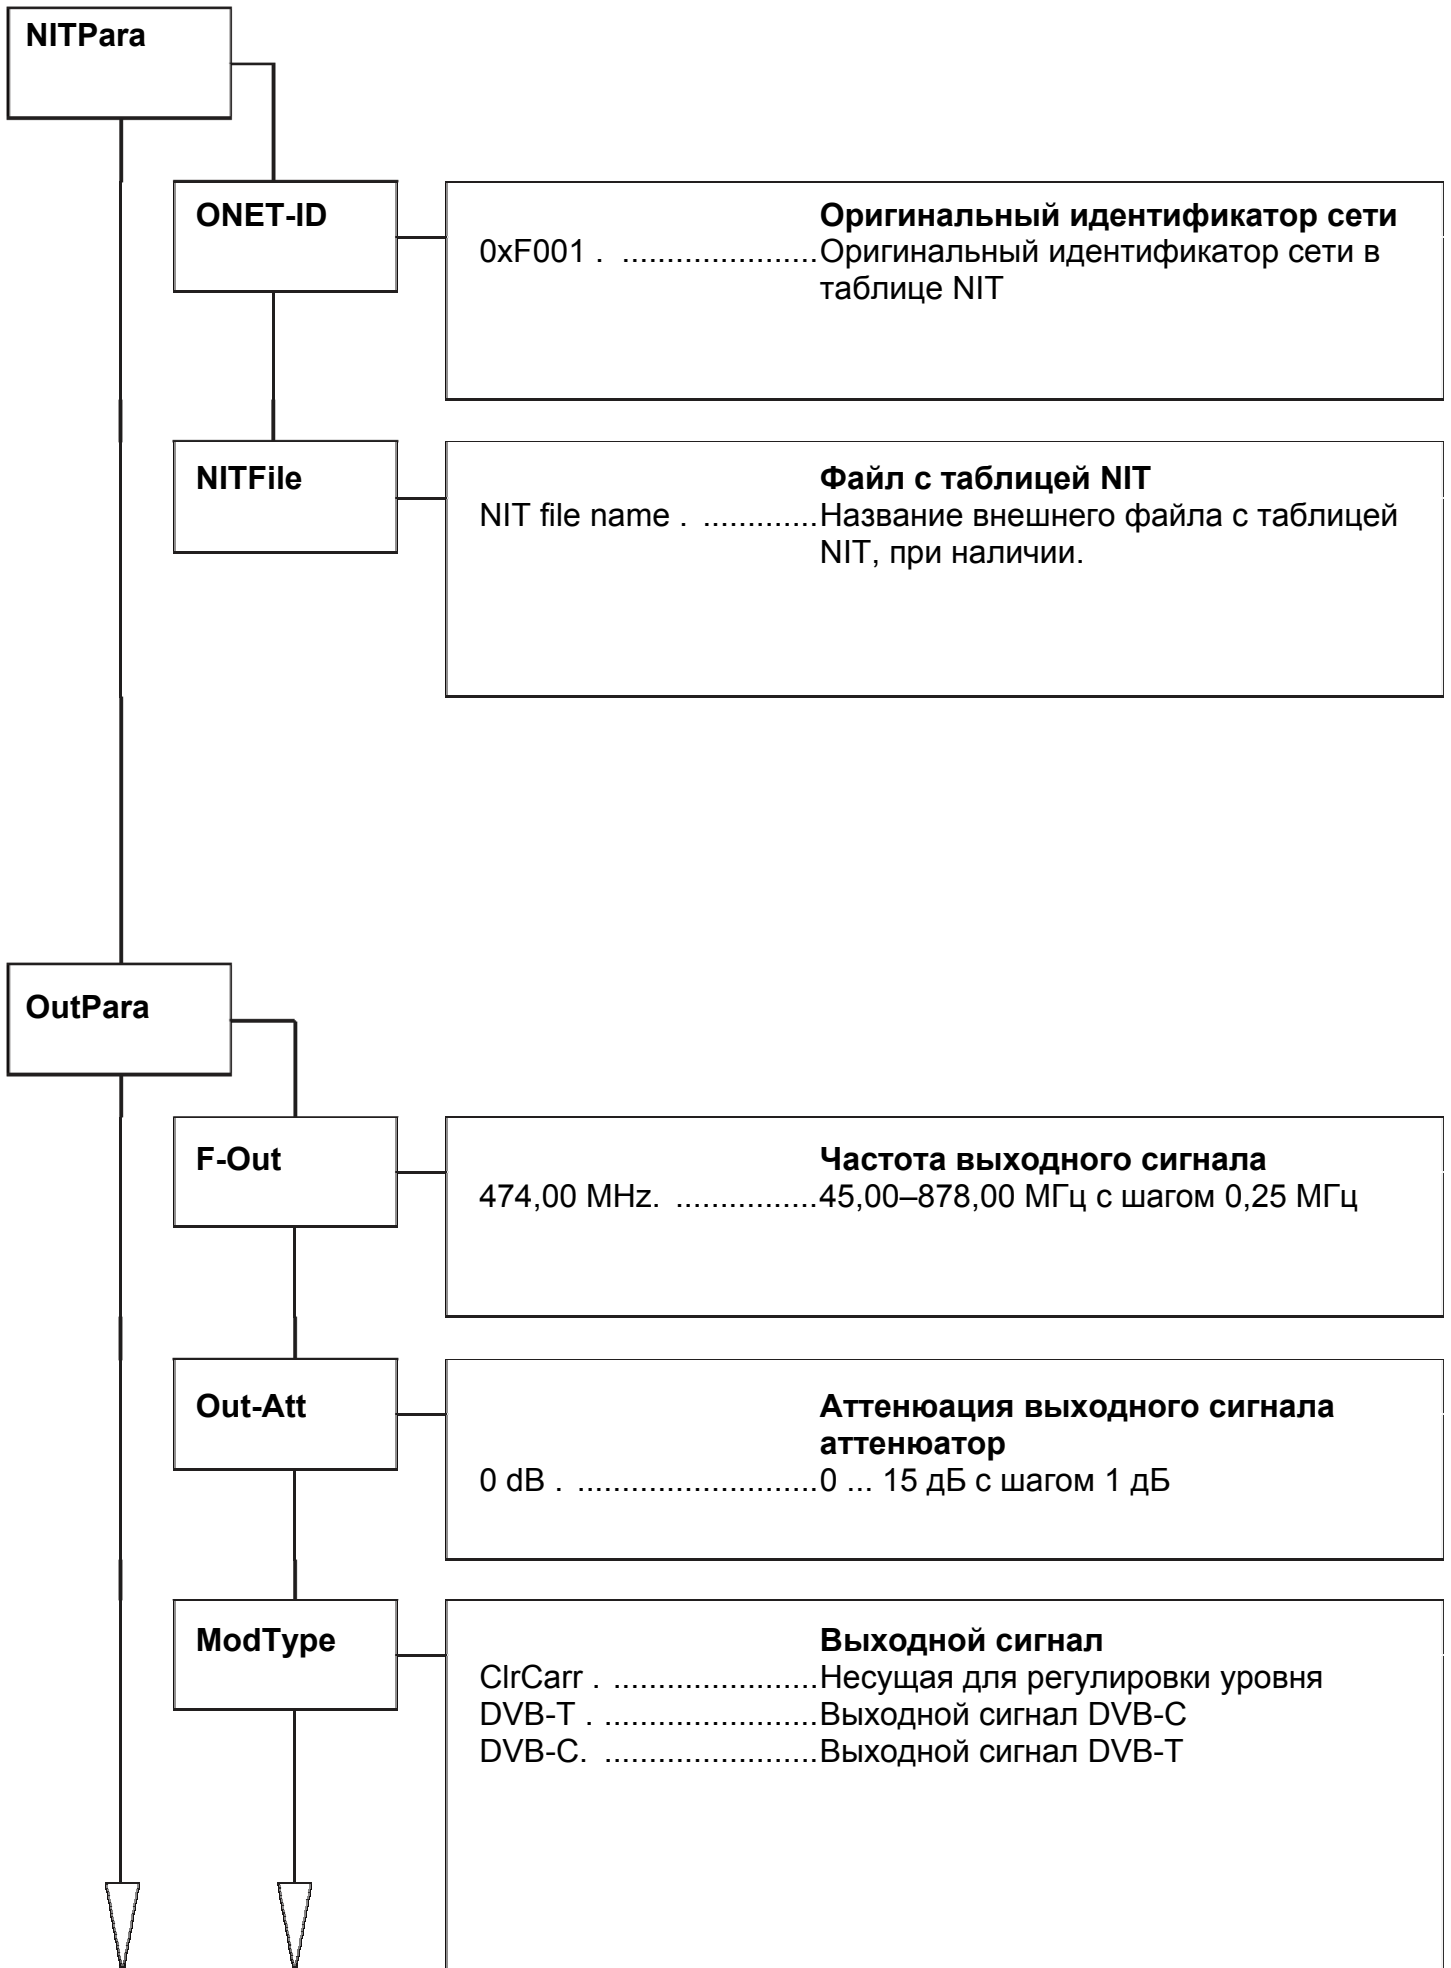 NITPara
ONET-ID
Оригинальный идентификатор сети
0xF001 . ......................Оригинальный идентификатор сети в
таблице NIT
NITFile
Файл с таблицей NIT
NIT file name . .............Название внешнего файла с таблицей
NIT, при наличии.
OutPara
F-Out
Частота выходного сигнала
474,00 MHz. ................45,00–878,00 МГц с шагом 0,25 МГц
Out-Att
Аттенюация выходного сигнала
аттенюатор
0 dB . ...........................0 ... 15 дБ с шагом 1 дБ
ModType
Выходной сигнал
ClrCarr . .......................Несущая для регулировки уровня
DVB-T . ........................Выходной сигнал DVB-C
DVB-C. ........................Выходной сигнал DVB-T